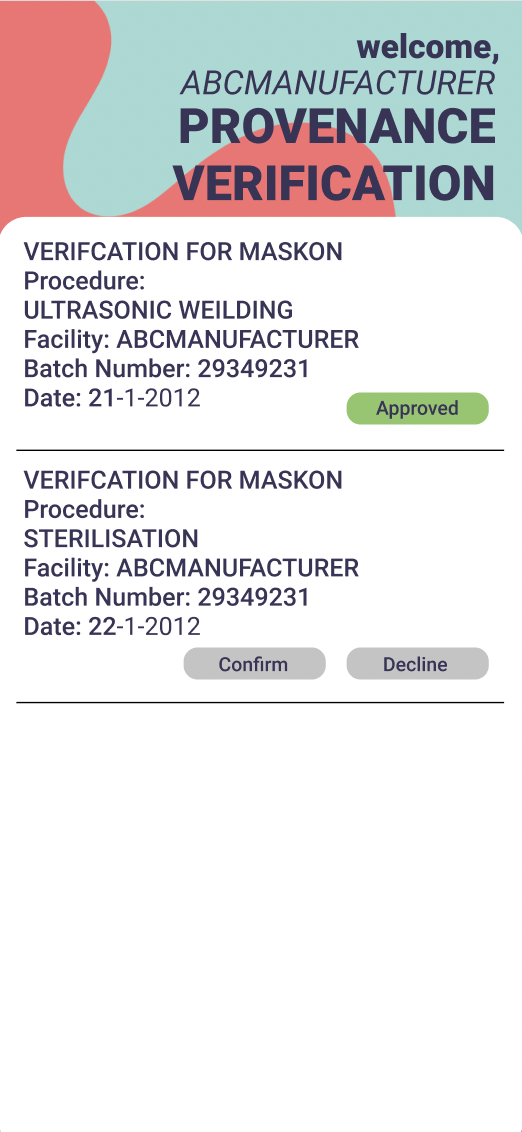 welcome,
ABCMANUFACTURER
PROVENANCE
VERIFICATION
VERIFCATION FOR MASKON
Procedure:
ULTRASONIC WEILDING
Facility: ABCMANUFACTURER
Batch Number: 29349231
Date: 21-1-2012
Approved
VERIFCATION FOR MASKON
Procedure:
STERILISATION
Facility: ABCMANUFACTURER
Batch Number: 29349231
Date: 22-1-2012
Confirm
Decline